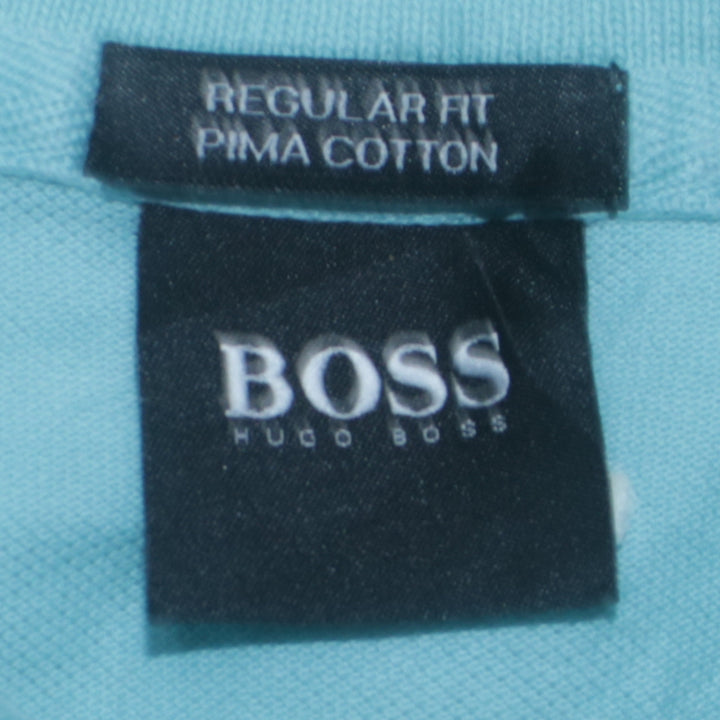 REGULAR FIT
PIMA COTTON
BOSS
HUGO BOSS